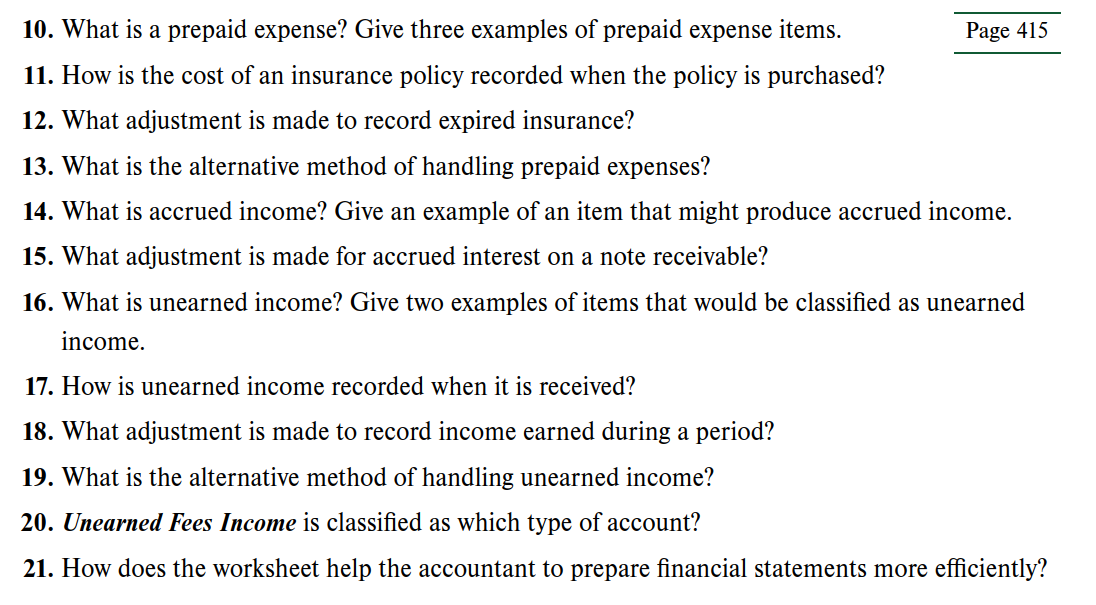 10. What is a prepaid expense? Give three examples of prepaid expense items.
Page 415
11. How is the cost of an insurance policy recorded when the policy is purchased?
12. What adjustment is made to record expired insurance?
13. What is the alternative method of handling prepaid expenses?
14. What is accrued income? Give an example of an item that might produce accrued income.
15. What adjustment is made for accrued interest on a note receivable?
16. What is unearned income? Give two examples of items that would be classified as unearned
income.
17. How is unearned income recorded when it is received?
18. What adjustment is made to record income earned during a period?
19. What is the alternative method of handling unearned income?
20. Unearned Fees Income is classified as which type of account?
21. How does the worksheet help the accountant to prepare financial statements more efficiently?